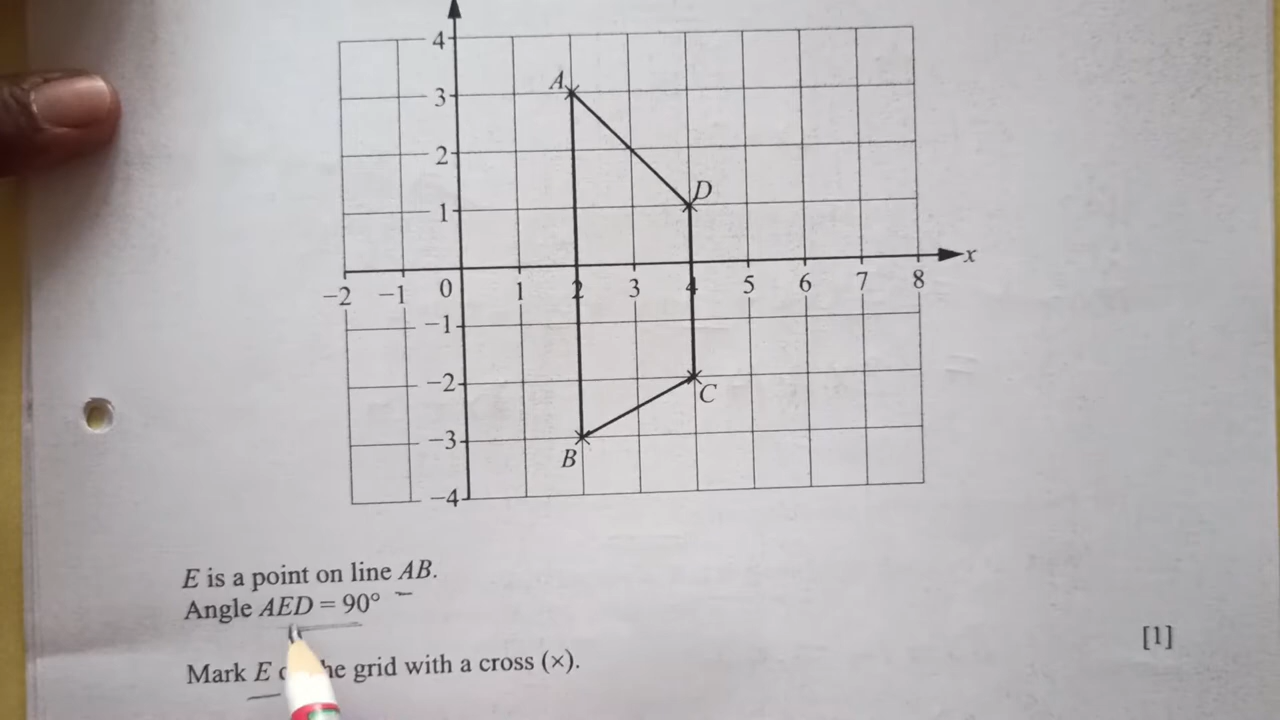 4
A
3
2
D
1
x
-2 -1 0 1 2 3 4 5 6 7 8
-1
-2
C
-3
B
-4
E is a point on line AB.
Angle AED = 90°
[1]
Mark E the grid with a cross (×).